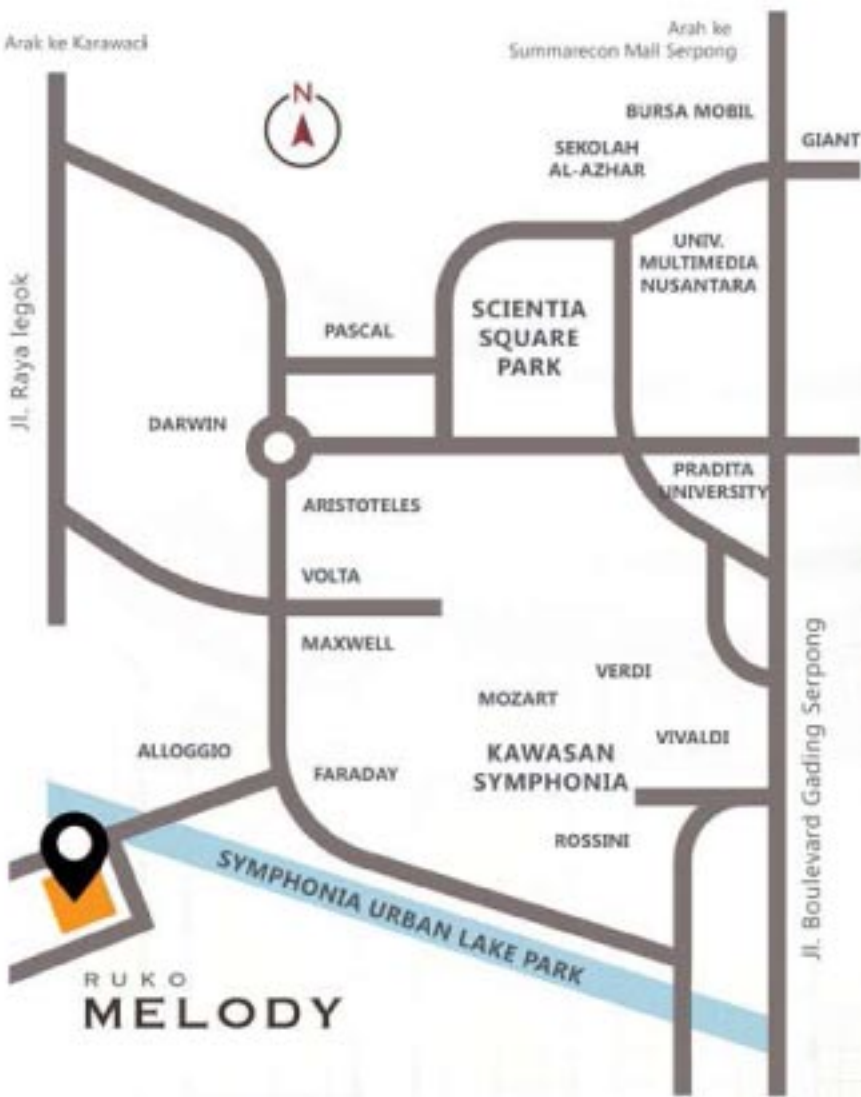 Arak ke Karawaci
Arah ke
Summarecon Mall Serpong
N
BURSA MOBIL
GIANT
SEKOLAH
AL-AZHAR
UNIV.
MULTIMEDIA
NUSANTARA
Jl. Raya legok
SCIENTIA
SQUARE
PARK
PASCAL
DARWIN
PRADITA
UNIVERSITY
ARISTOTELES
VOLTA
MAXWELL
VERDI
MOZART
VIVALDI
ALLOGGIO
FARADAY
KAWASAN
SYMPHONIA
ROSSINI
Jl. Boulevard Gading Serpong
SYMPHONIA URBAN LAKE PARK
RUKO
MELODY